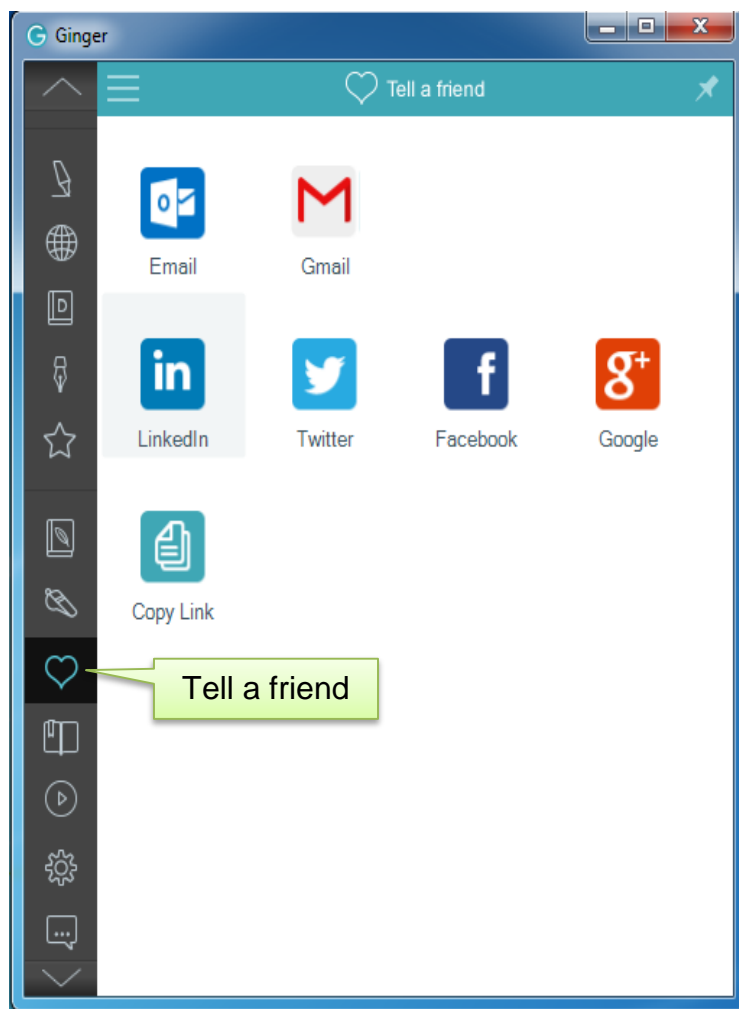 Ginger
Tell a friend
Email Gmail
LinkedIn Twitter Facebook Google
Copy Link
Tell a friend